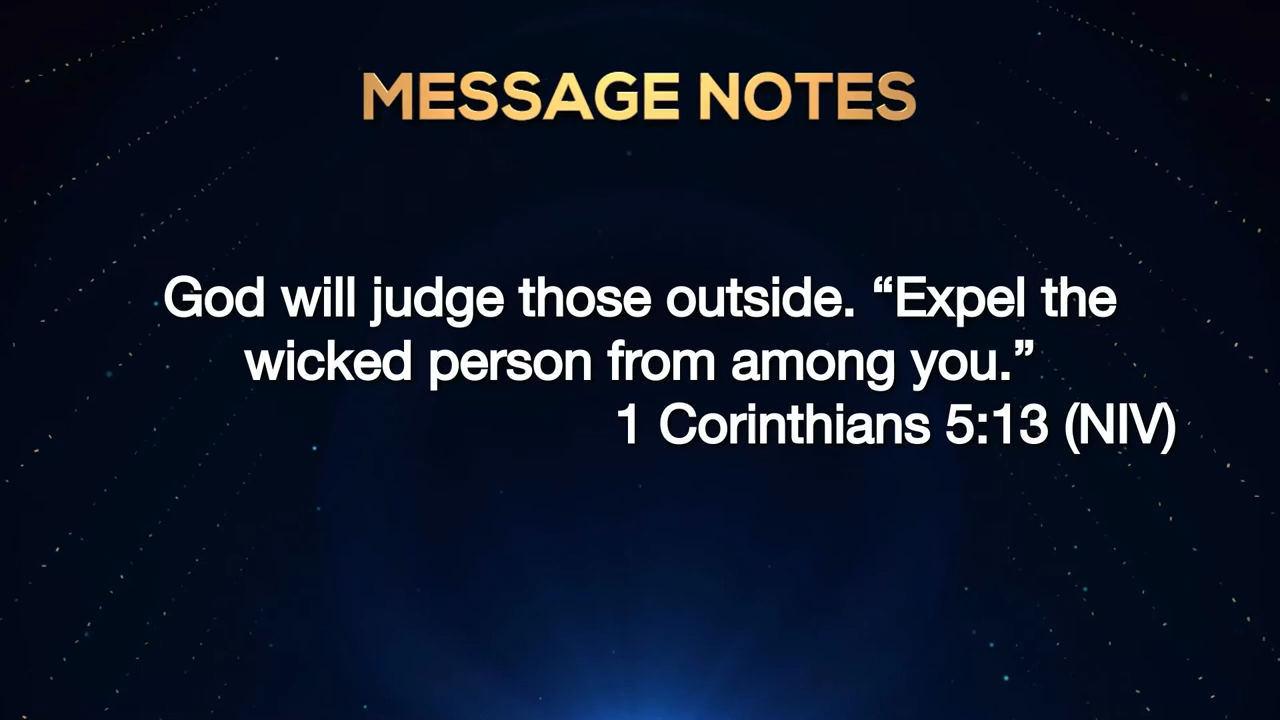 MESSAGE NOTES
God will judge those outside. “Expel the
wicked person from among you.”
1 Corinthians 5:13 (NIV)